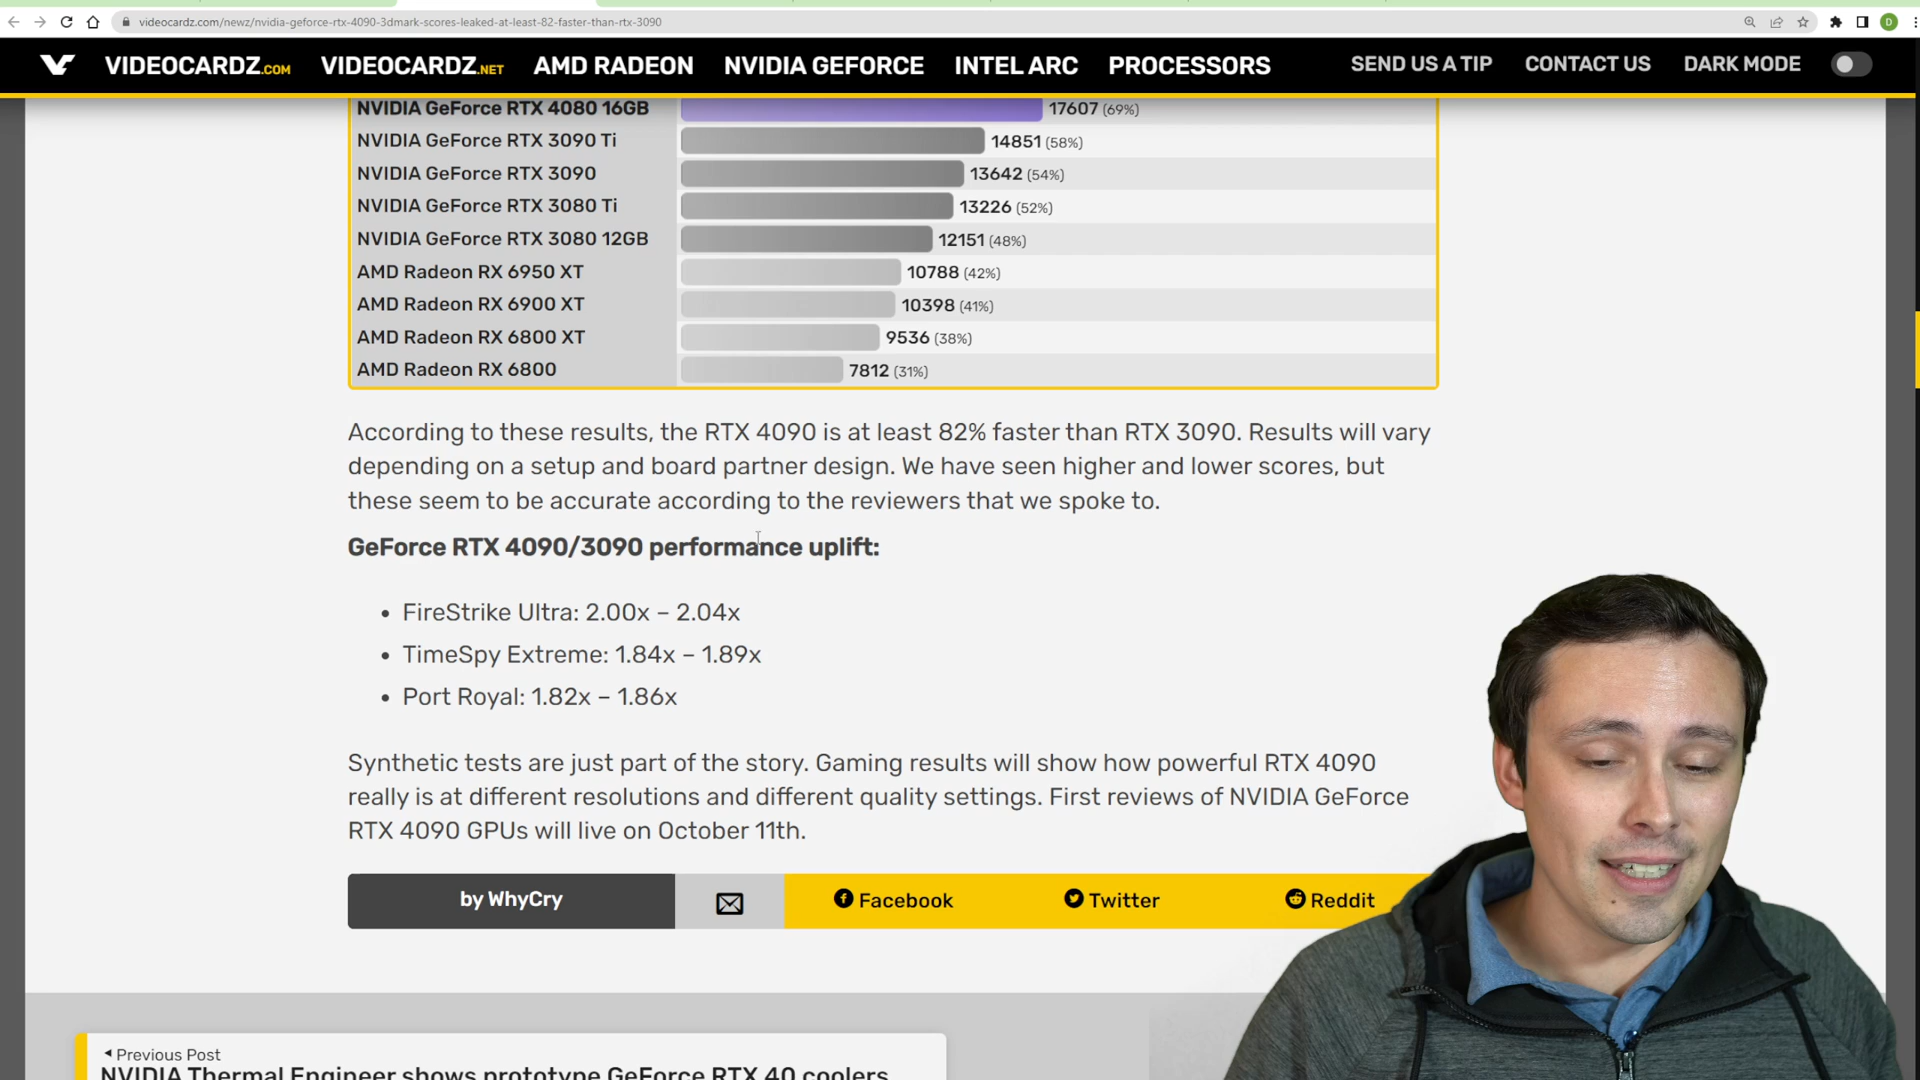 videocardz.com/newz/nvidia-geforce-rtx-4090-3dmark-scores-leaked-at-least-82-faster-than-rtx-3090
D
VIDEOCARDZ.COM VIDEOCARDZ.NET AMD RADEON NVIDIA GEFORCE INTEL ARC PROCESSORS SEND US A TIP CONTACT US DARK MODE
NVIDIA GeForce RTX 4080 16GB 17607 (69%)
NVIDIA GeForce RTX 3090 Ti 14851 (58%)
NVIDIA GeForce RTX 3090 13642 (54%)
NVIDIA GeForce RTX 3080 Ti 13226 (52%)
NVIDIA GeForce RTX 3080 12GB 12151 (48%)
AMD Radeon RX 6950 XT 10788 (42%)
AMD Radeon RX 6900 XT 10398 (41%)
AMD Radeon RX 6800 XT 9536 (38%)
AMD Radeon RX 6800 7812 (31%)
According to these results, the RTX 4090 is at least 82% faster than RTX 3090. Results will vary
depending on a setup and board partner design. We have seen higher and lower scores, but
these seem to be accurate according to the reviewers that we spoke to.
GeForce RTX 4090/3090 performance uplift:
• FireStrike Ultra: 2.00x – 2.04x
• TimeSpy Extreme: 1.84x – 1.89x
• Port Royal: 1.82x – 1.86x
Synthetic tests are just part of the story. Gaming results will show how powerful RTX 4090
really is at different resolutions and different quality settings. First reviews of NVIDIA GeForce
RTX 4090 GPUs will live on October 11th.
by WhyCry Facebook Twitter Reddit
Previous Post
NVIDIA Thermal Engineer shows prototype GeForce RTX 40 coolers